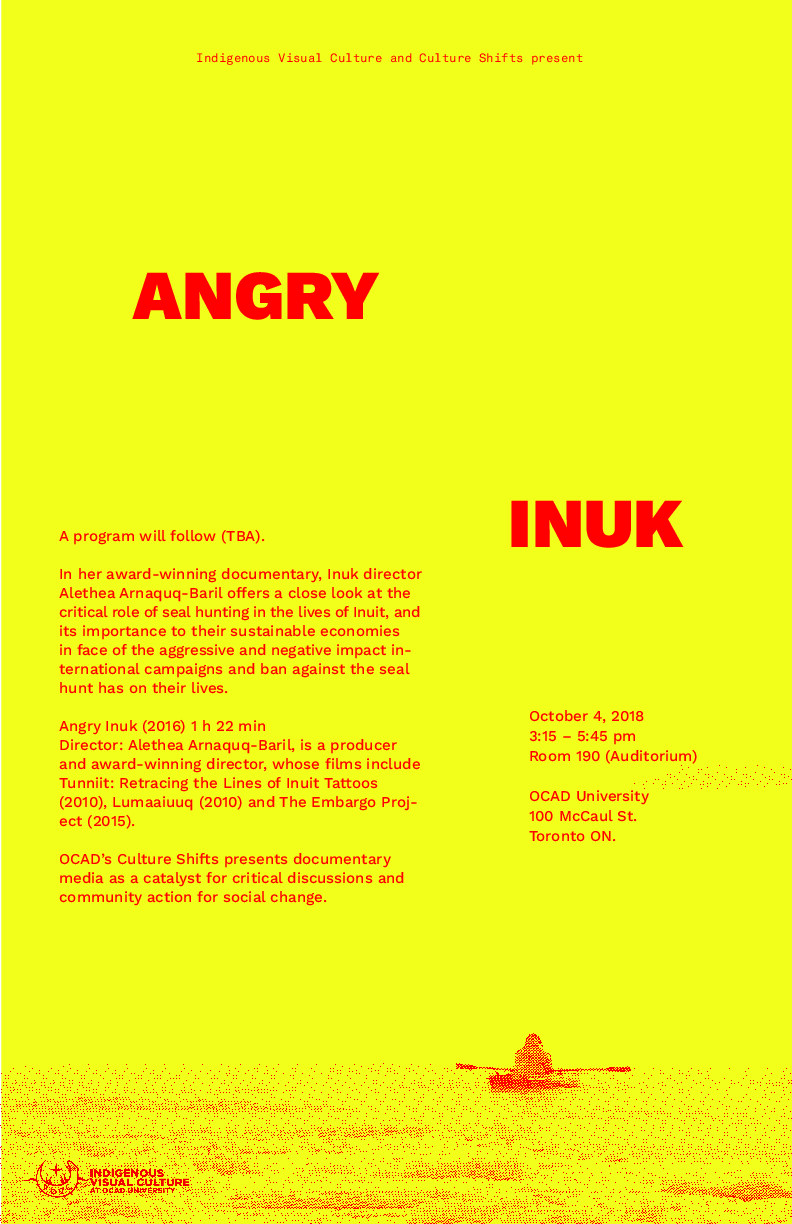 Indigenous Visual Culture and Culture Shifts present
ANGRY
INUK
A program will follow (TBA).
In her award-winning documentary, Inuk director
Alethea Arnaquq-Baril offers a close look at the
critical role of seal hunting in the lives of Inuit, and
its importance to their sustainable economies
in face of the aggressive and negative impact in-
ternational campaigns and ban against the seal
hunt has on their lives.
Angry Inuk (2016) 1 h 22 min
Director: Alethea Arnaquq-Baril, is a producer
and award-winning director, whose films include
Tunniit: Retracing the Lines of Inuit Tattoos
(2010), Lumaaiuuq (2010) and The Embargo Proj-
ect (2015).
OCAD’s Culture Shifts presents documentary
media as a catalyst for critical discussions and
community action for social change.
October 4, 2018
3:15 – 5:45 pm
Room 190 (Auditorium)
OCAD University
100 McCaul St.
Toronto ON.
INDIGENOUS
VISUAL CULTURE
AT OCAD UNIVERSITY